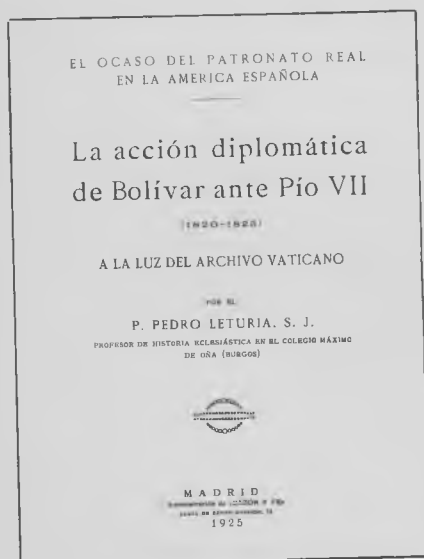 EL OCASO DEL PATRONATO REAL
EN LA AMERICA ESPAÑOLA
La acción diplomática
de Bolívar ante Pío VII
(1820-1823)
A LA LUZ DEL ARCHIVO VATICANO
POR EL
P. PEDRO LETURIA, S. J.
PROFESOR DE HISTORIA ECLESIÁSTICA EN EL COLEGIO MÁXIMO
DE OÑA (BURGOS)
MADRID
1925